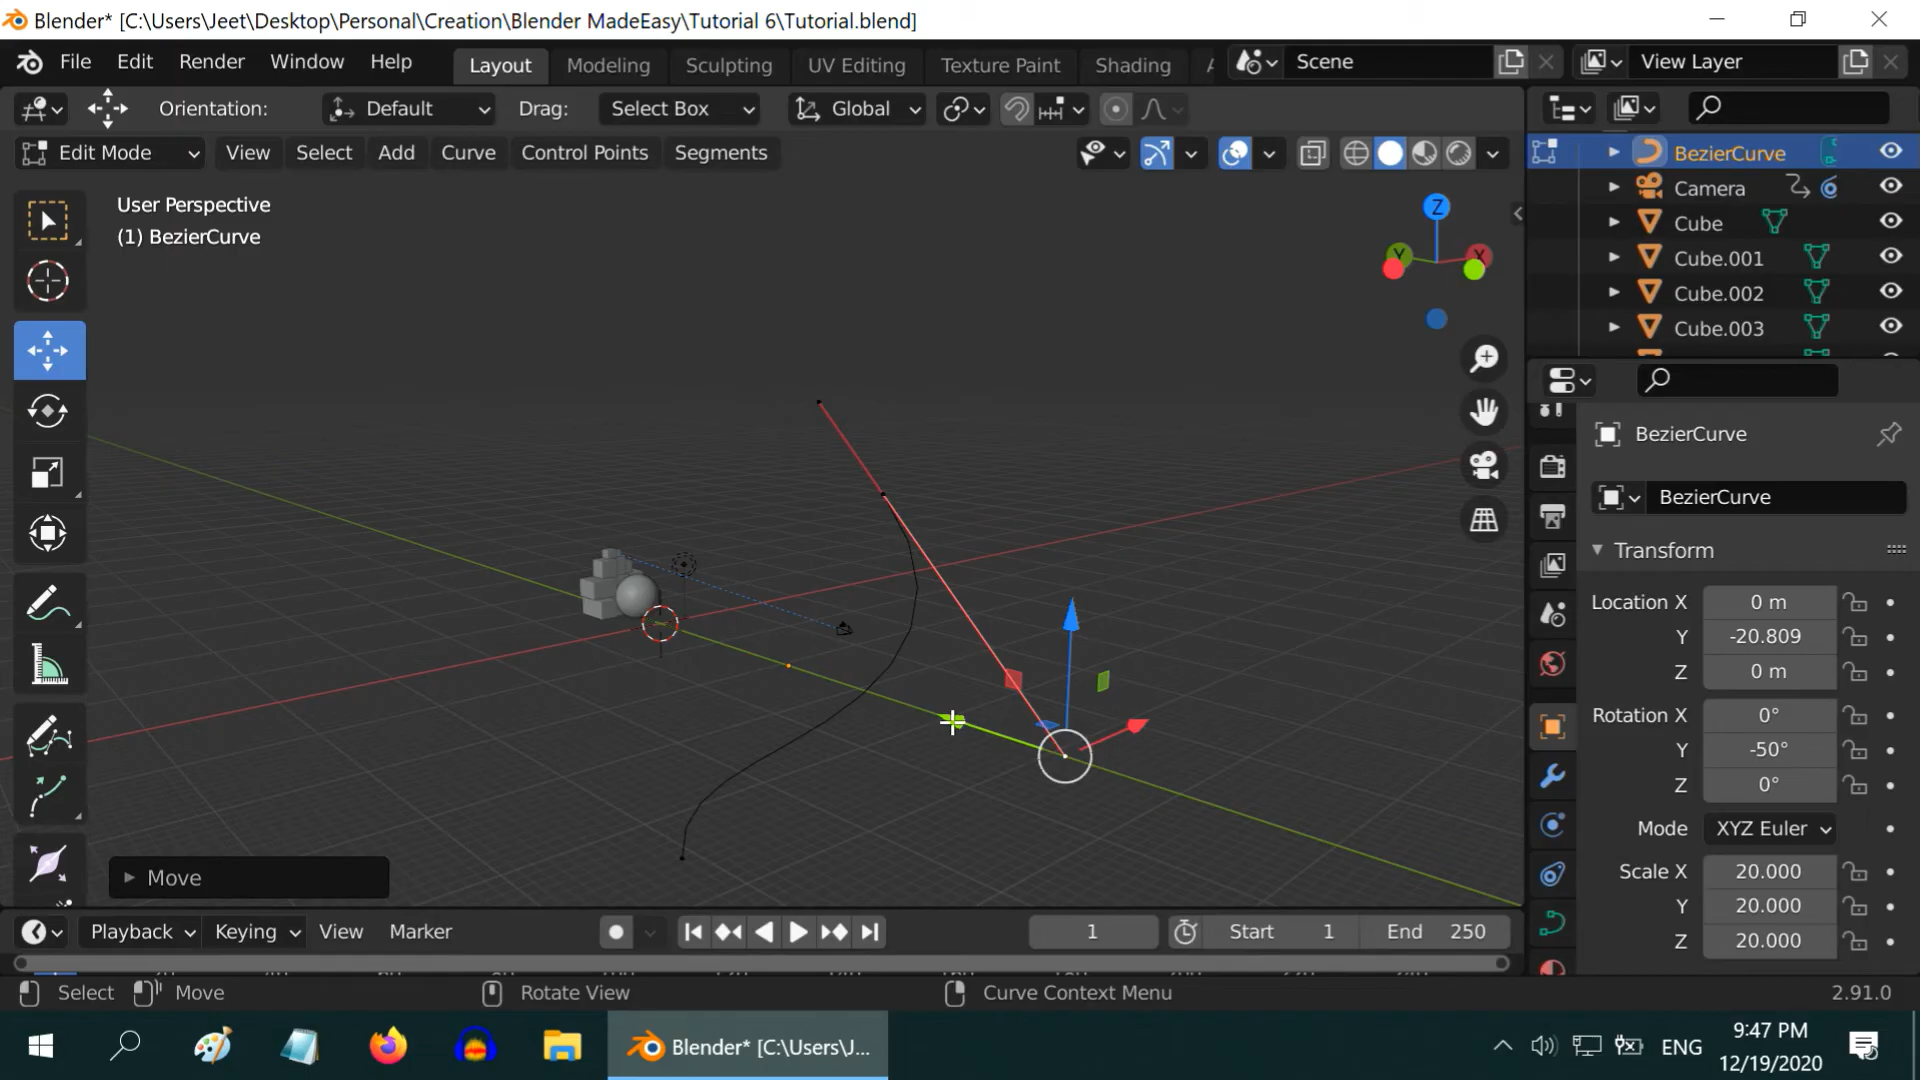 Blender* [C:\Users\Jeet\Desktop\Personal\Creation\Blender MadeEasy\Tutorial 6\Tutorial.blend]
File Edit Render Window Help Layout Modeling Sculpting UV Editing Texture Paint Shading Scene View Layer
Orientation: Default Drag: Select Box Global
Edit Mode View Select Add Curve Control Points Segments
User Perspective
(1) BezierCurve
Z
Y X
BezierCurve
Camera
Cube
Cube.001
Cube.002
Cube.003
BezierCurve
BezierCurve
Transform
Location X 0 m
Y -20.809
Z 0 m
Rotation X 0°
Y -50°
Z 0°
Mode XYZ Euler
Scale X 20.000
Y 20.000
Z 20.000
Move
Playback Keying View Marker 1 Start 1 End 250
Select Move Rotate View Curve Context Menu 2.91.0
Blender* [C:\Users\J... ENG 9:47 PM
12/19/2020